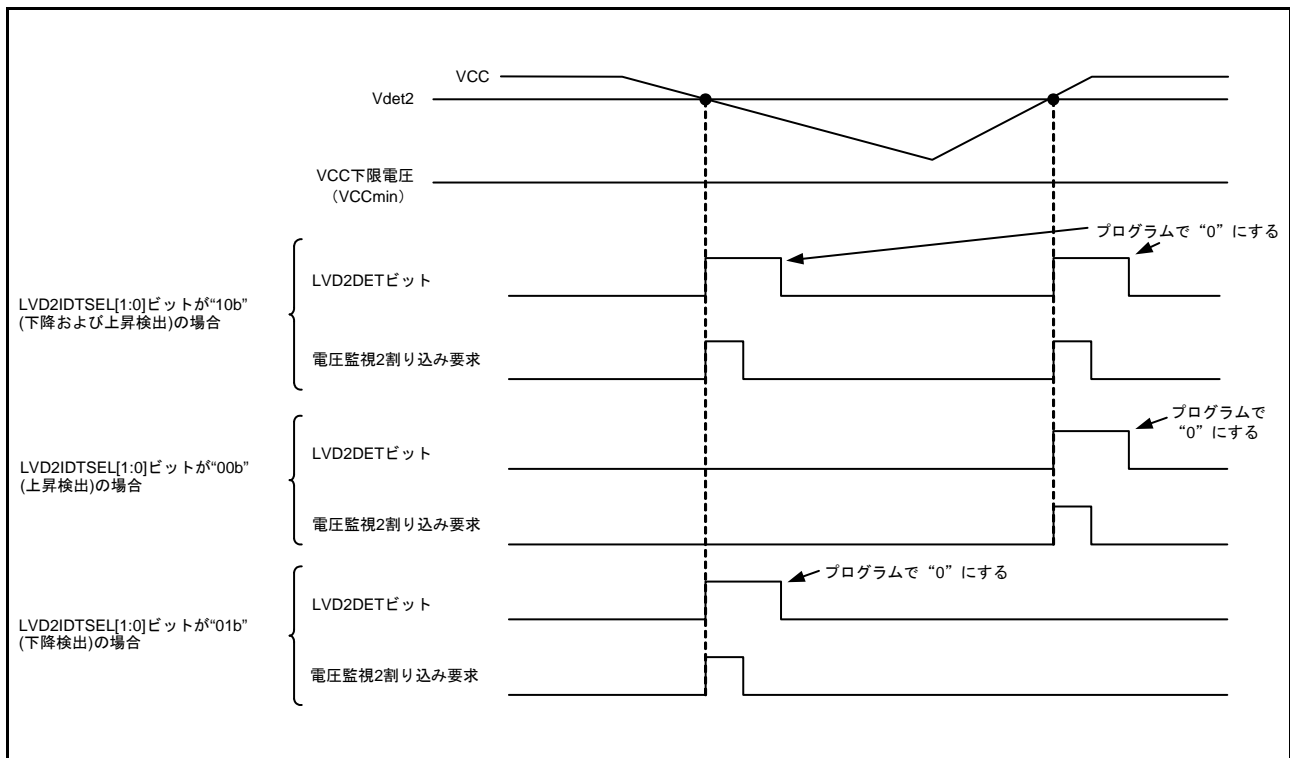 VCC
Vdet2
VCC下限電圧
（VCCmin）
プログラムで“0”にする
LVD2IDTSEL[1:0]ビットが“10b”
(下降および上昇検出)の場合
LVD2DETビット
電圧監視2割り込み要求
プログラムで
“0”にする
LVD2IDTSEL[1:0]ビットが“00b”
(上昇検出)の場合
LVD2DETビット
電圧監視2割り込み要求
プログラムで“0”にする
LVD2IDTSEL[1:0]ビットが“01b”
(下降検出)の場合
LVD2DETビット
電圧監視2割り込み要求